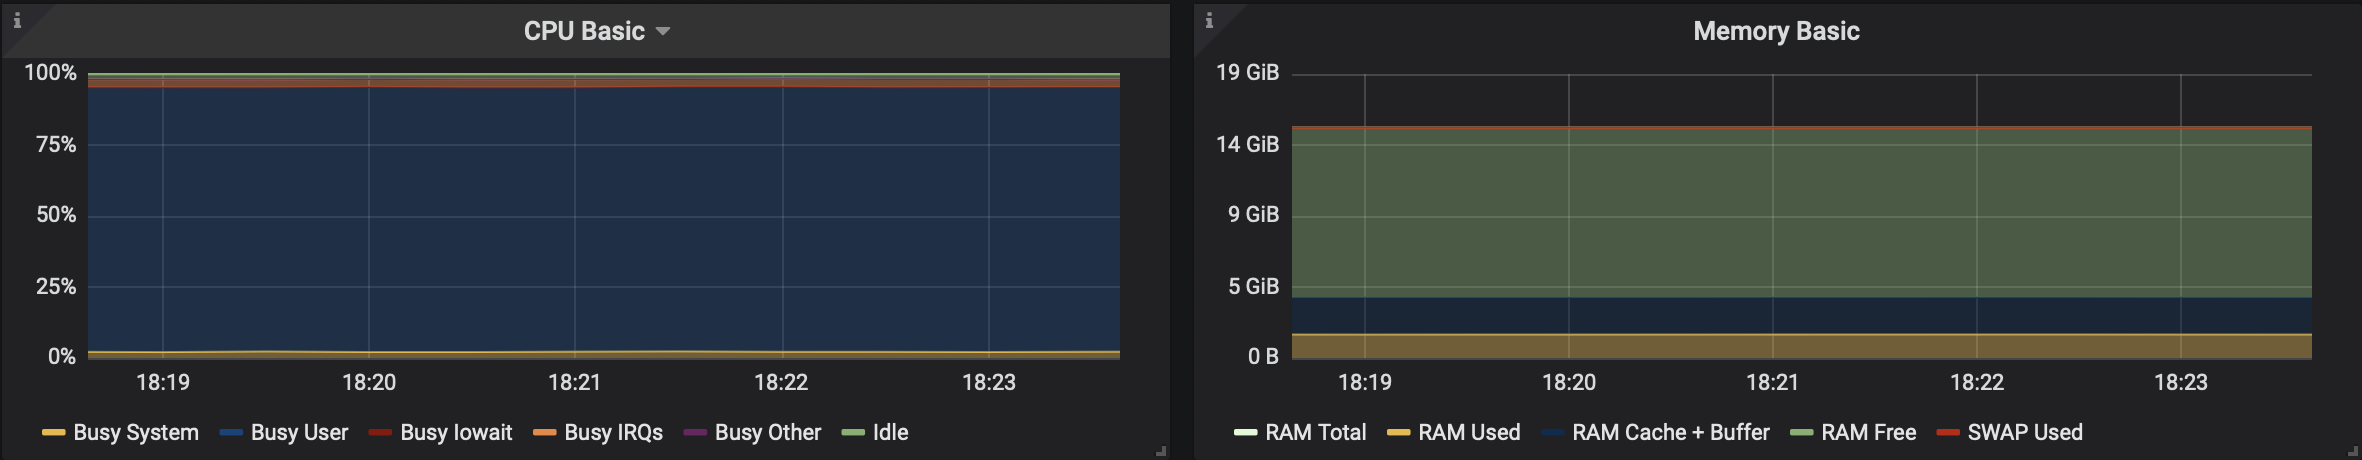 CPU Basic
100%
75%
50%
25%
0%
18:19 18:20 18:21 18:22 18:23
Busy System Busy User Busy Iowait Busy IRQs Busy Other Idle
Memory Basic
19 GiB
14 GiB
9 GiB
5 GiB
0 B
18:19 18:20 18:21 18:22 18:23
RAM Total RAM Used RAM Cache + Buffer RAM Free SWAP Used